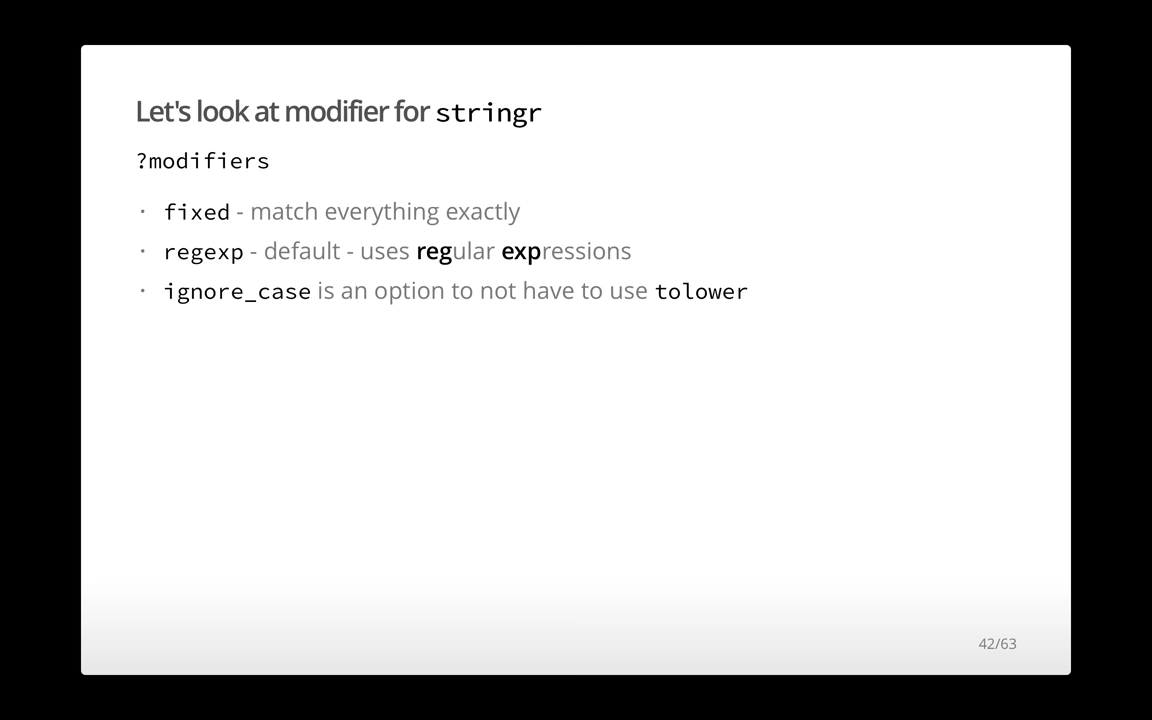 Let's look at modifier for stringr
?modifiers
· fixed - match everything exactly
· regexp - default - uses regular expressions
· ignore_case is an option to not have to use tolower
42/63